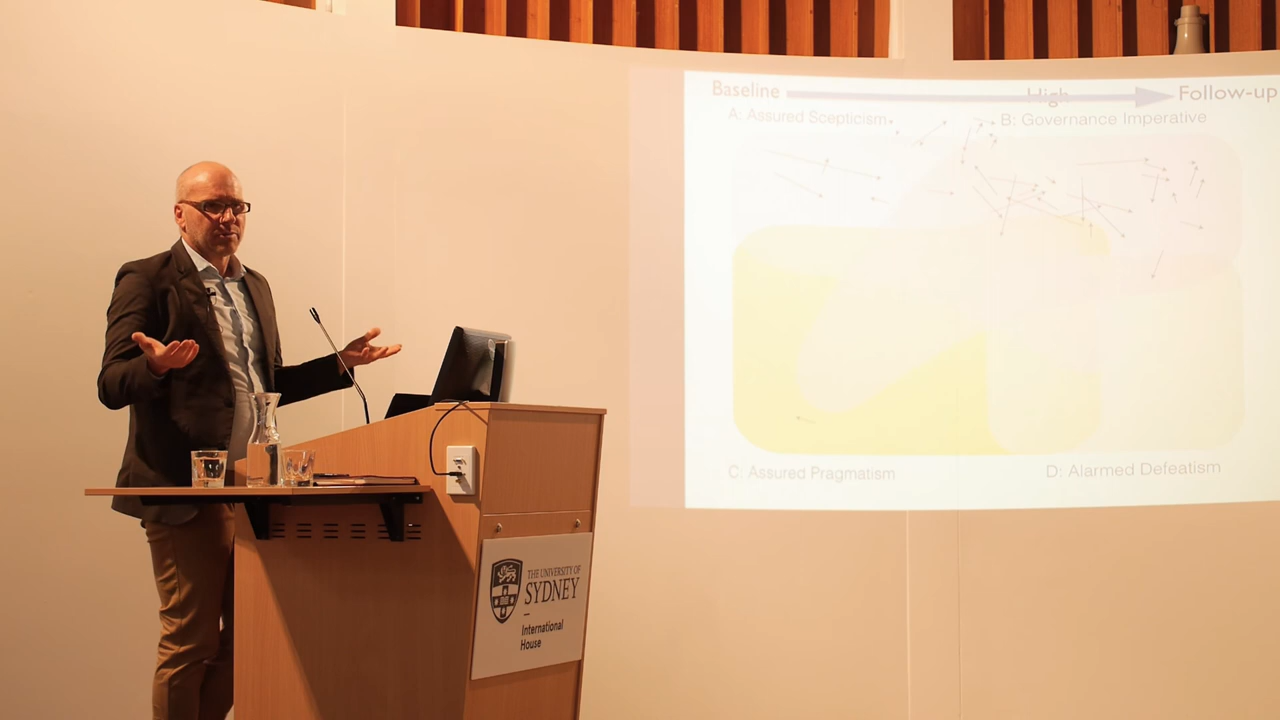 Baseline
High
Follow-up
A: Assured Scepticism
B: Governance Imperative
C: Assured Pragmatism
D: Alarmed Defeatism
THE UNIVERSITY OF
SYDNEY
International
House